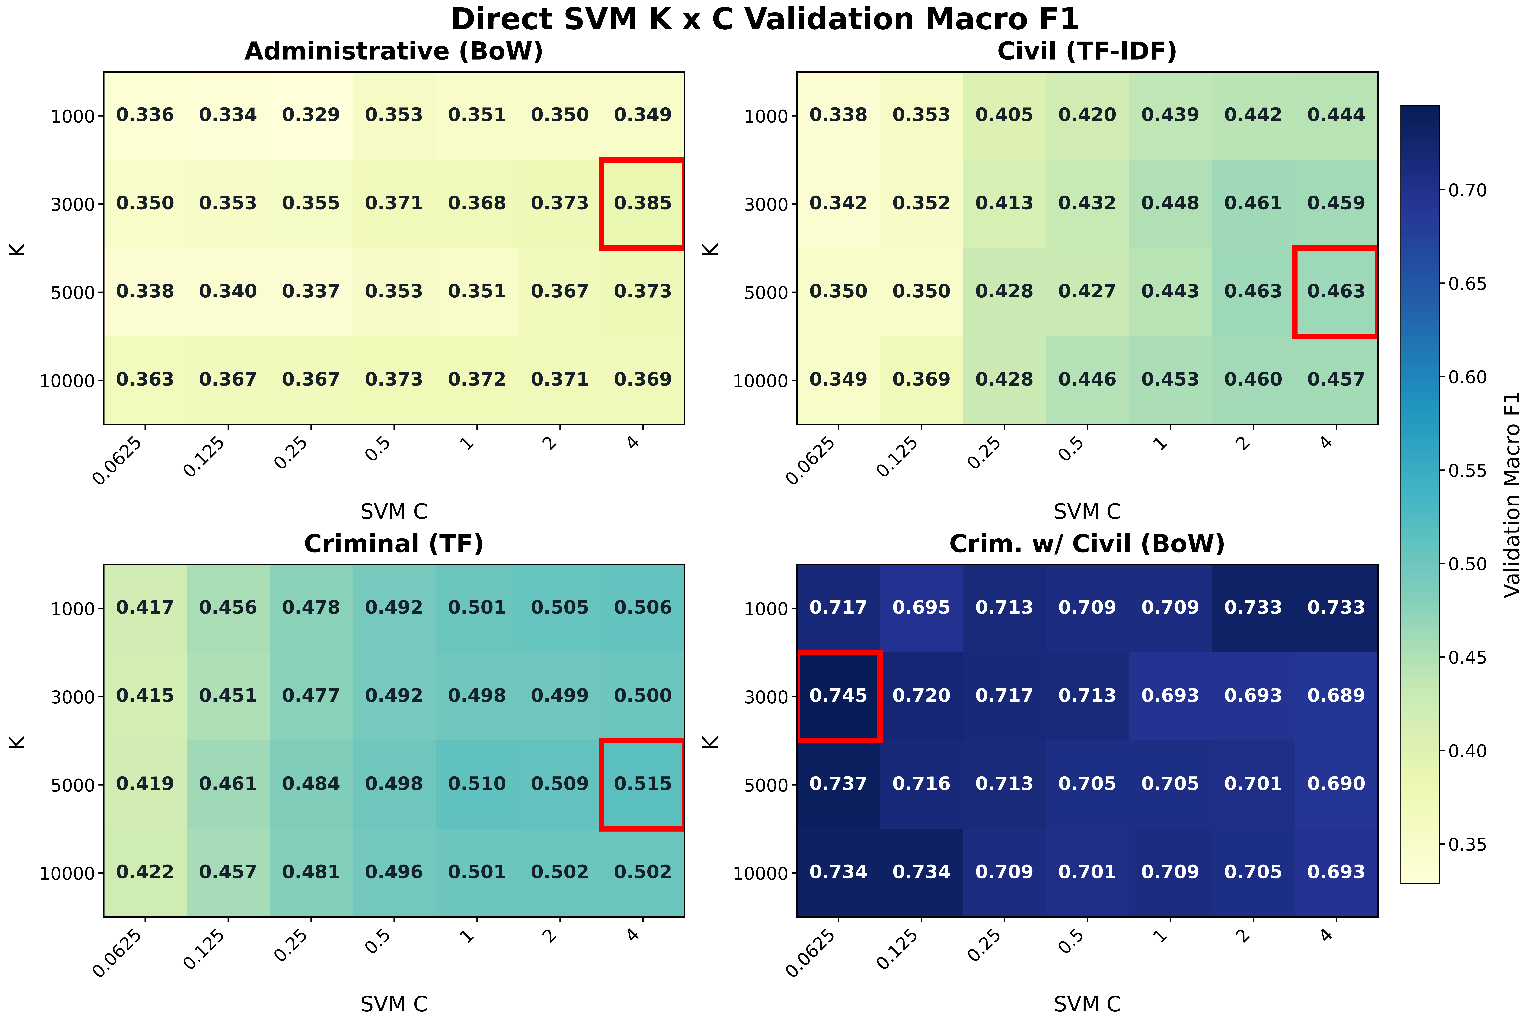 Direct SVM K x C Validation Macro F1
Administrative (BoW)
K
1000 0.336 0.334 0.329 0.353 0.351 0.350 0.349
3000 0.350 0.353 0.355 0.371 0.368 0.373 0.385
5000 0.338 0.340 0.337 0.353 0.351 0.367 0.373
10000 0.363 0.367 0.367 0.373 0.372 0.371 0.369
0.0625 0.125 0.25 0.5 1 2 4
SVM C
Civil (TF-IDF)
K
1000 0.338 0.353 0.405 0.420 0.439 0.442 0.444
3000 0.342 0.352 0.413 0.432 0.448 0.461 0.459
5000 0.350 0.350 0.428 0.427 0.443 0.463 0.463
10000 0.349 0.369 0.428 0.446 0.453 0.460 0.457
0.0625 0.125 0.25 0.5 1 2 4
SVM C
Criminal (TF)
K
1000 0.417 0.456 0.478 0.492 0.501 0.505 0.506
3000 0.415 0.451 0.477 0.492 0.498 0.499 0.500
5000 0.419 0.461 0.484 0.498 0.510 0.509 0.515
10000 0.422 0.457 0.481 0.496 0.501 0.502 0.502
0.0625 0.125 0.25 0.5 1 2 4
SVM C
Crim. w/ Civil (BoW)
K
1000 0.717 0.695 0.713 0.709 0.709 0.733 0.733
3000 0.745 0.720 0.717 0.713 0.693 0.693 0.689
5000 0.737 0.716 0.713 0.705 0.705 0.701 0.690
10000 0.734 0.734 0.709 0.701 0.709 0.705 0.693
0.0625 0.125 0.25 0.5 1 2 4
SVM C
0.70
0.65
0.60
0.55
0.50
0.45
0.40
0.35
Validation Macro F1